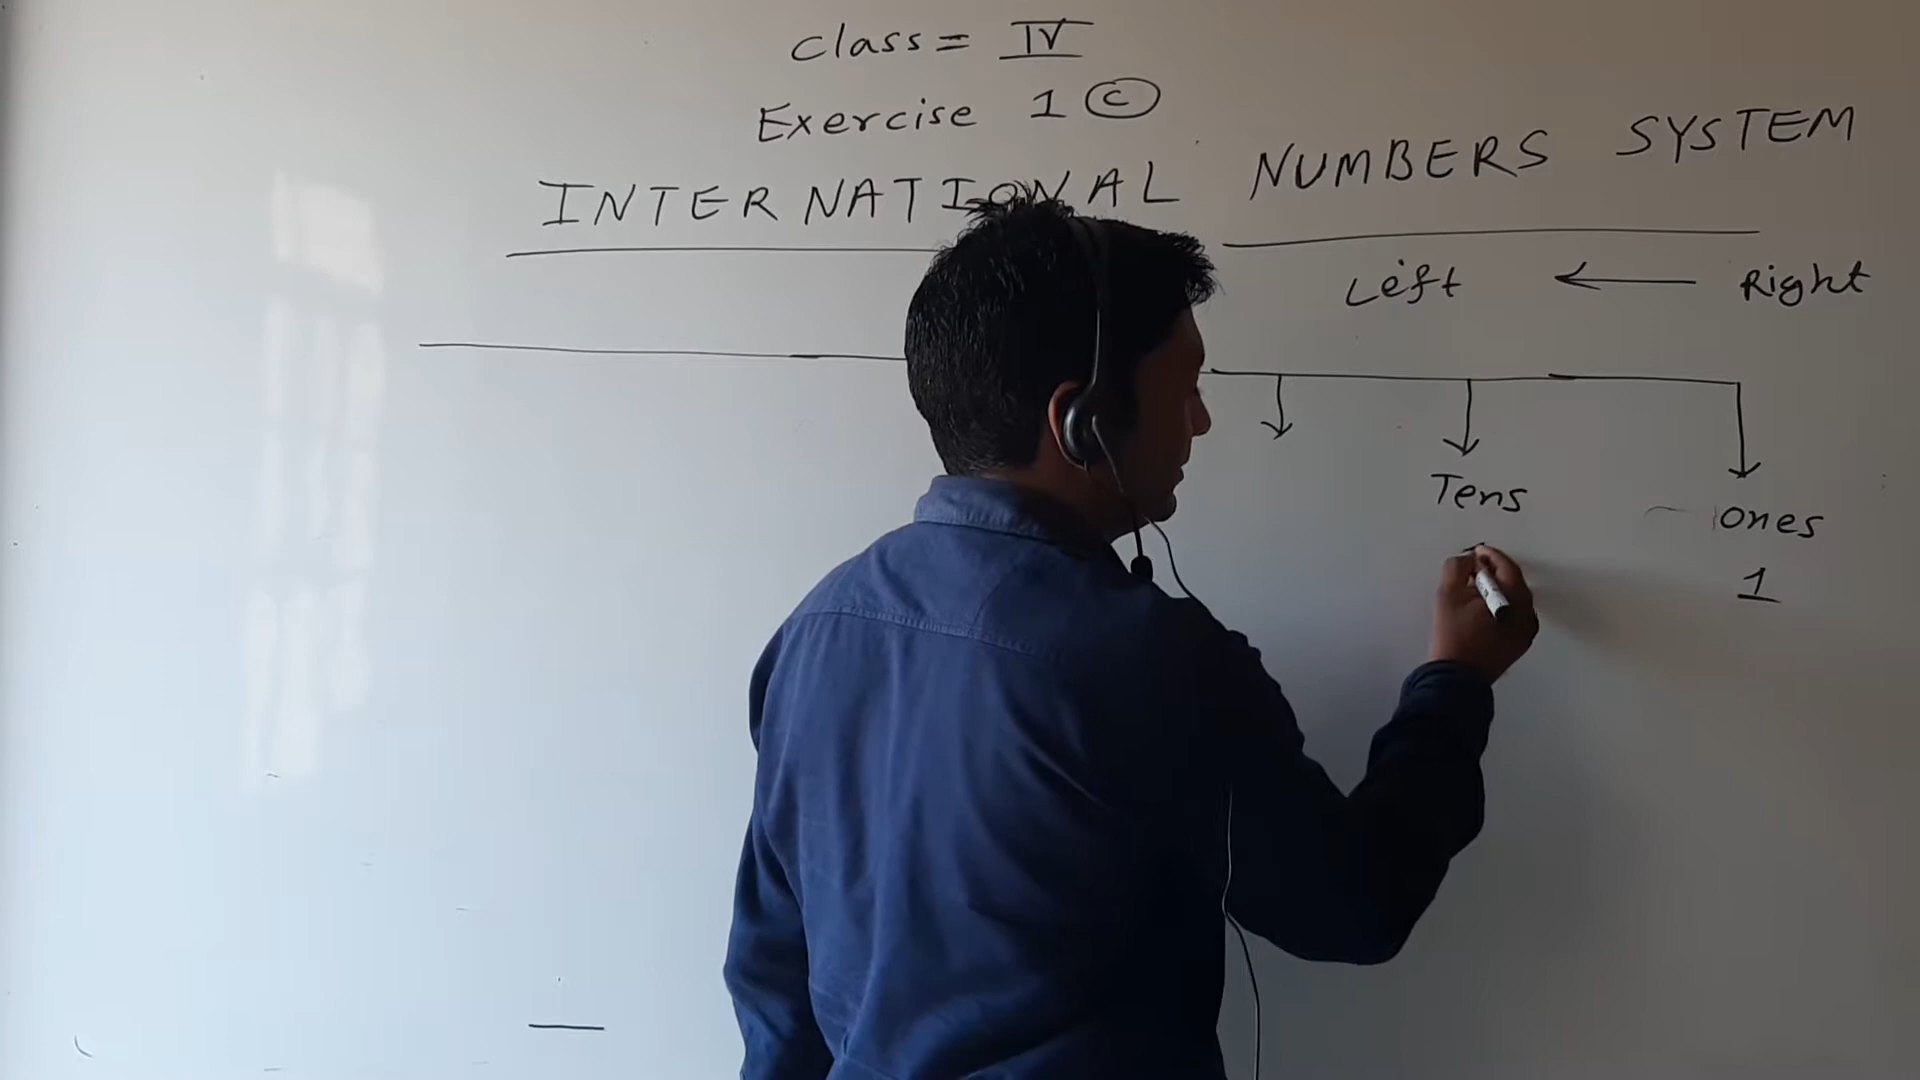 class = IV
Exercise 1 C
INTERNATIONAL NUMBERS SYSTEM
Left ← Right
Tens ones
1